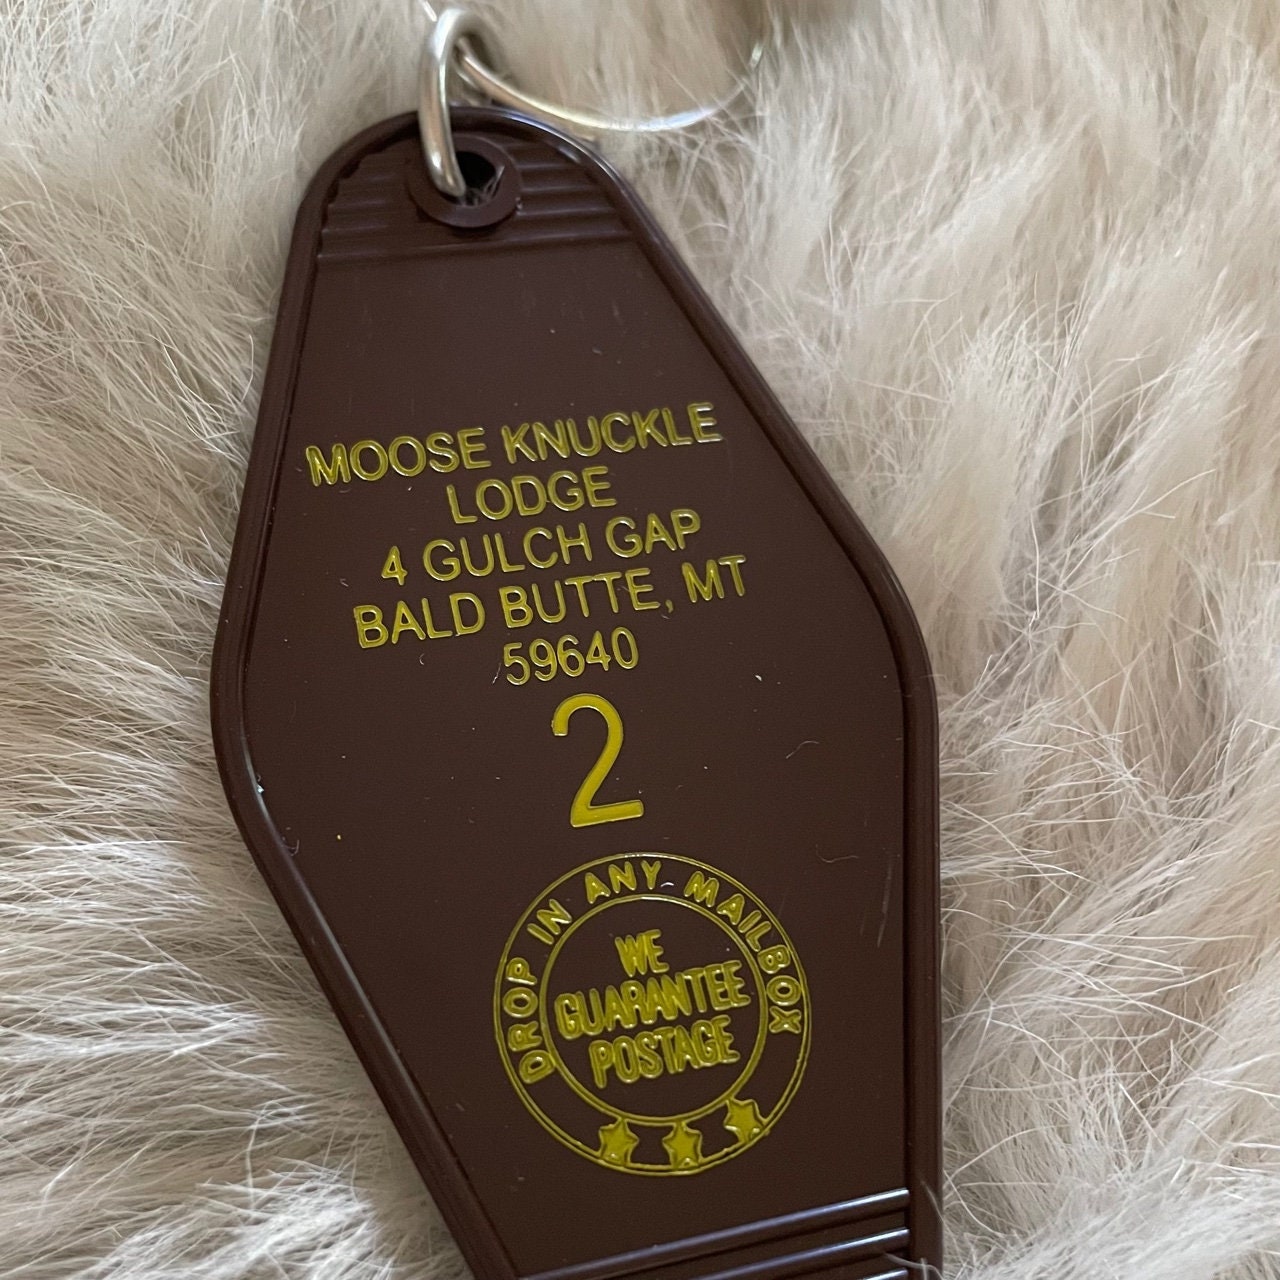 MOOSE KNUCKLE
LODGE
4 GULCH GAP
BALD BUTTE, MT
59640
2
DROP IN ANY MAILBOX
WE
GUARANTEE
POSTAGE